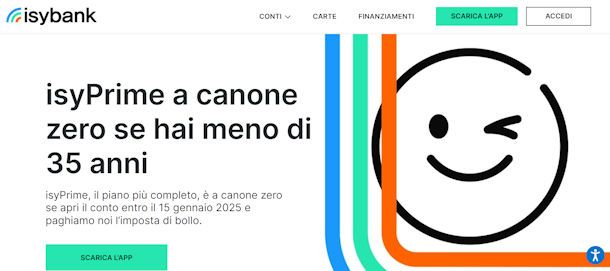 isybank
CONTI
CARTE
FINANZIAMENTI
SCARICA L'APP
ACCEDI
isyPrime a canone
zero se hai meno di
35 anni
isyPrime, il piano più completo, è a canone zero
se apri il conto entro il 15 gennaio 2025 e
paghiamo noi l'imposta di bollo.
SCARICA L'APP